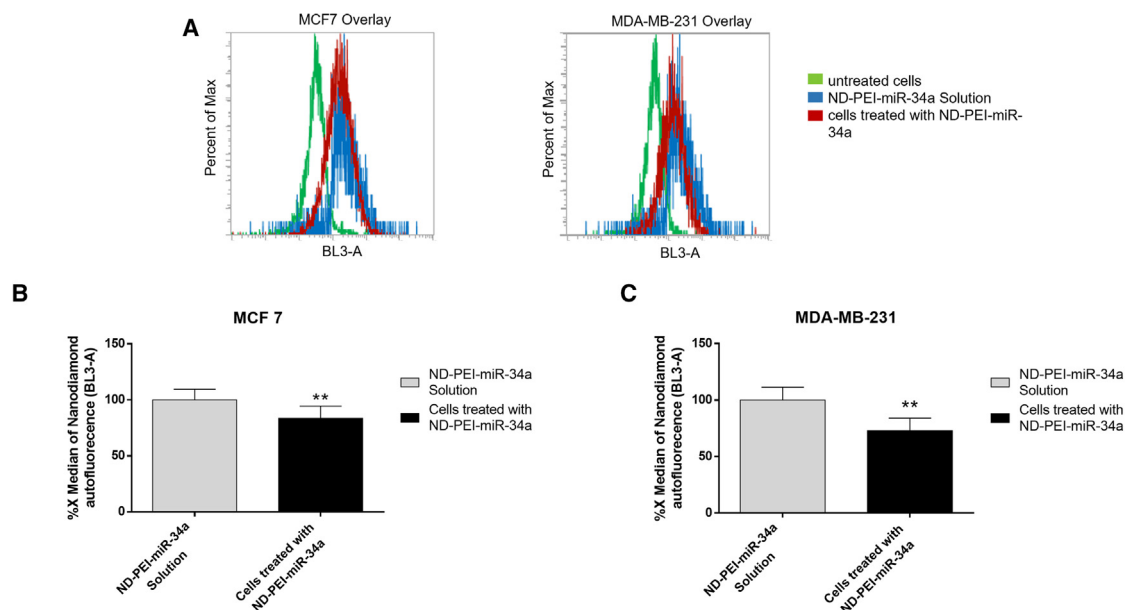 A
MCF7 Overlay
Percent of Max
BL3-A
MDA-MB-231 Overlay
Percent of Max
BL3-A
untreated cells
ND-PEI-miR-34a Solution
cells treated with ND-PEI-miR-
34a
B
MCF 7
%X Median of Nanodiamond
autofluorecence (BL3-A)
150
100
50
0
**
ND-PEI-miR-34a
Solution
Cells treated with
ND-PEI-miR-34a
ND-PEI-miR-34a
Solution
Cells treated with
ND-PEI-miR-34a
C
MDA-MB-231
%X Median of Nanodiamond
autofluorecence (BL3-A)
150
100
50
0
**
ND-PEI-miR-34a
Solution
Cells treated with
ND-PEI-miR-34a
ND-PEI-miR-34a
Solution
Cells treated with
ND-PEI-miR-34a